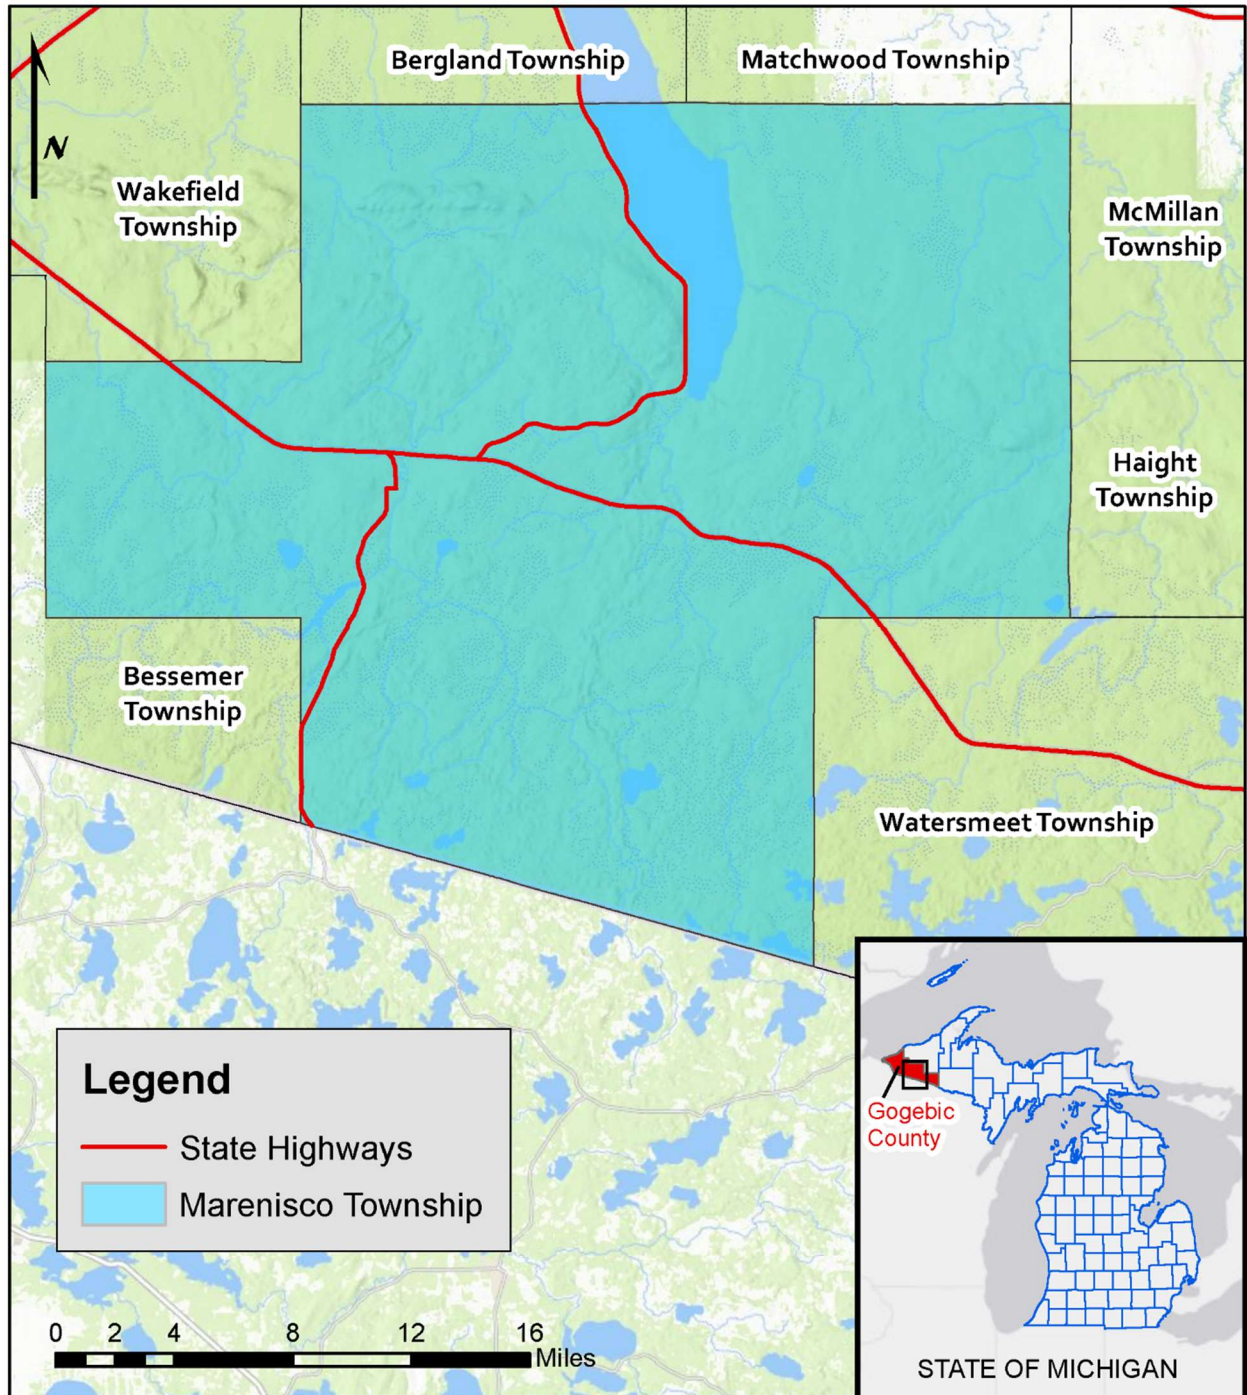 Bergland Township
Matchwood Township
N
Wakefield
Township
McMillan
Township
Haight
Township
Bessemer
Township
Watersmeet Township
Legend
State Highways
Marenisco Township
0 2 4 8 12 16
Miles
Gogebic
County
STATE OF MICHIGAN